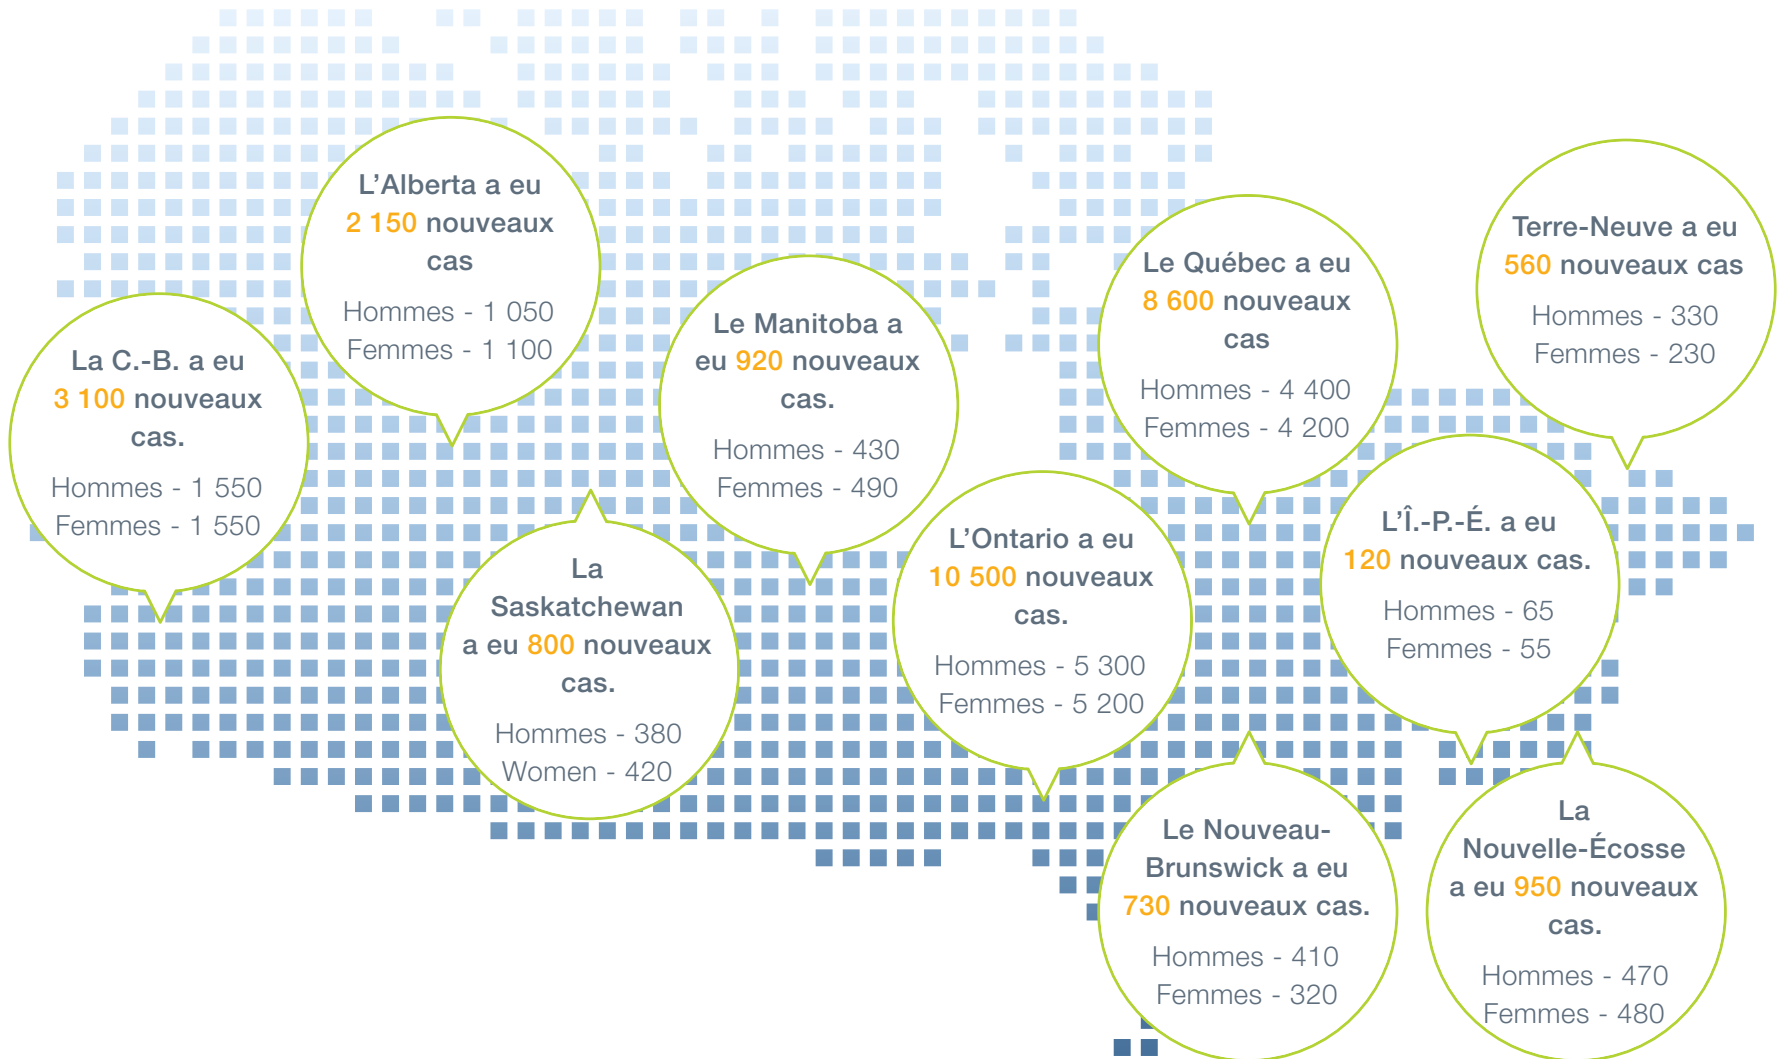 L’Alberta a eu
2 150 nouveaux
cas
Hommes - 1 050
Femmes - 1 100
Terre-Neuve a eu
560 nouveaux cas
Hommes - 330
Femmes - 230
Le Québec a eu
8 600 nouveaux
cas
Hommes - 4 400
Femmes - 4 200
Le Manitoba a
eu 920 nouveaux
cas.
Hommes - 430
Femmes - 490
La C.-B. a eu
3 100 nouveaux
cas.
Hommes - 1 550
Femmes - 1 550
L’Ontario a eu
10 500 nouveaux
cas.
Hommes - 5 300
Femmes - 5 200
L’Î.-P.-É. a eu
120 nouveaux cas.
Hommes - 65
Femmes - 55
La
Saskatchewan
a eu 800 nouveaux
cas.
Hommes - 380
Women - 420
Le Nouveau-
Brunswick a eu
730 nouveaux cas.
Hommes - 410
Femmes - 320
La
Nouvelle-Écosse
a eu 950 nouveaux
cas.
Hommes - 470
Femmes - 480